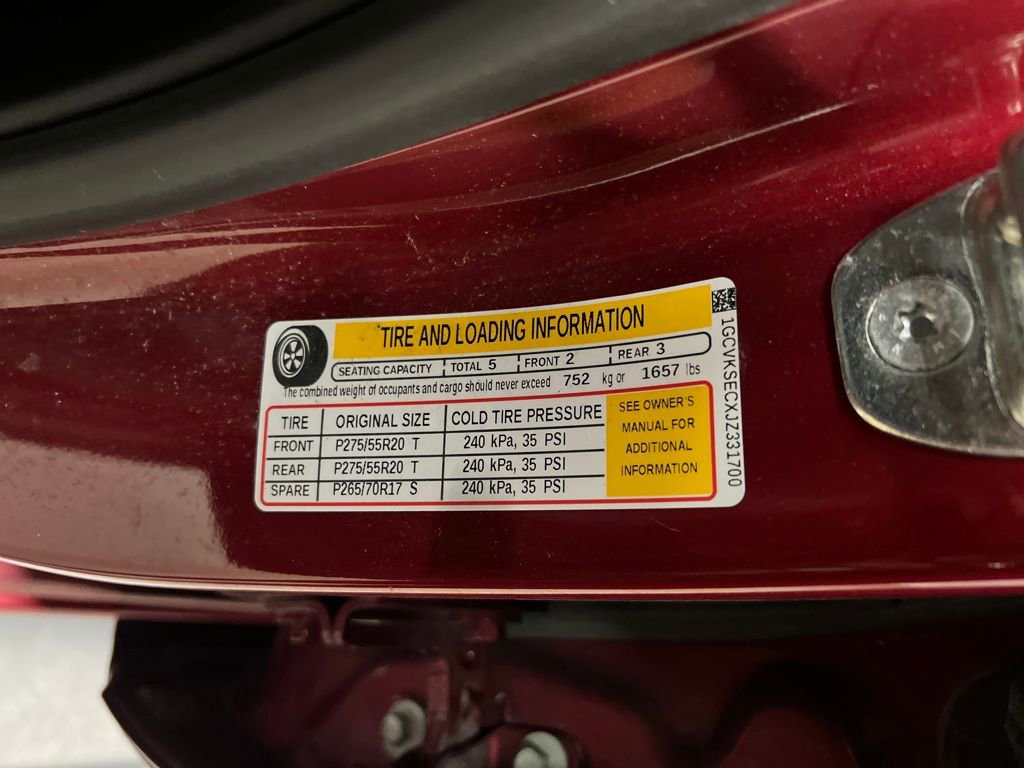 TIRE AND LOADING INFORMATION
SEATING CAPACITY TOTAL 5 FRONT 2 REAR 3
The combined weight of occupants and cargo should never exceed 752 kg or 1657 lbs
TIRE ORIGINAL SIZE COLD TIRE PRESSURE
FRONT P275/55R20 T 240 kPa, 35 PSI
REAR P275/55R20 T 240 kPa, 35 PSI
SPARE P265/70R17 S 240 kPa, 35 PSI
SEE OWNER'S
MANUAL FOR
ADDITIONAL
INFORMATION
1GCVKSECXJZ331700